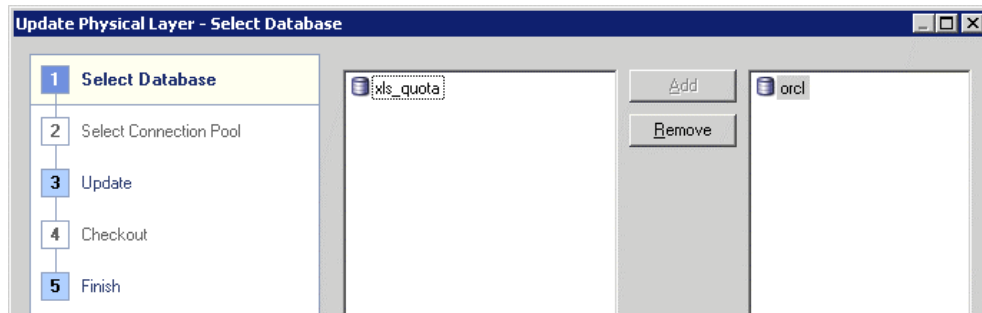 Update Physical Layer - Select Database
1 Select Database
2 Select Connection Pool
3 Update
4 Checkout
5 Finish
xls_quota
Add
Remove
orcl